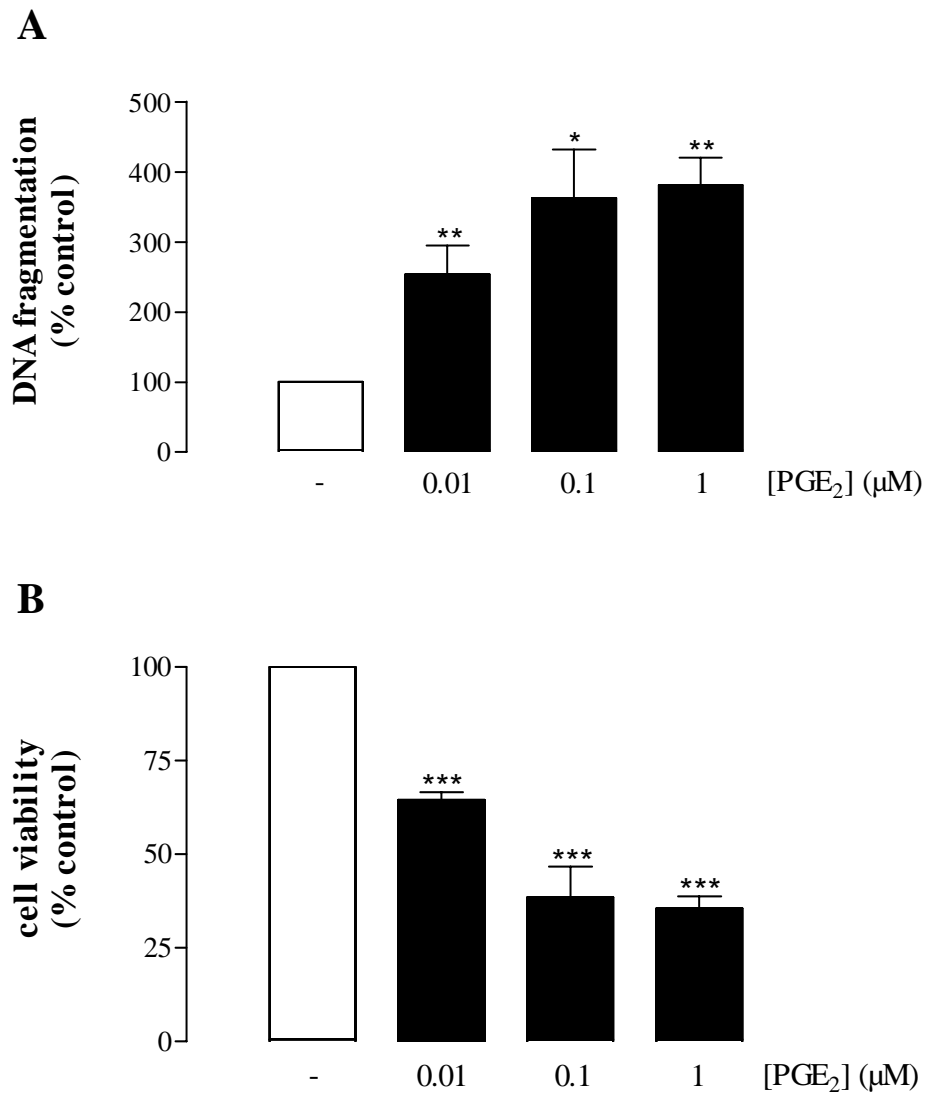 A
DNA fragmentation
(% control)
500
400
300
200
100
0
**
*
**
- 0.01 0.1 1 [PGE₂] (µM)
B
cell viability
(% control)
100
75
50
25
0
***
***
***
- 0.01 0.1 1 [PGE₂] (µM)